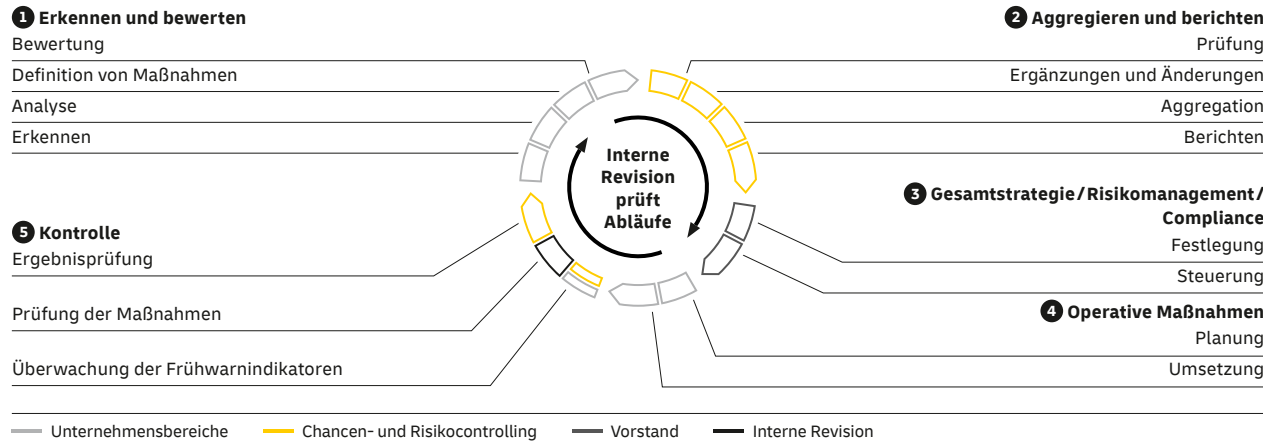 1 Erkennen und bewerten
Bewertung
Definition von Maßnahmen
Analyse
Erkennen
2 Aggregieren und berichten
Prüfung
Ergänzungen und Änderungen
Aggregation
Berichten
Interne
Revision
prüft
Abläufe
3 Gesamtstrategie/Risikomanagement/
Compliance
Festlegung
Steuerung
4 Operative Maßnahmen
Planung
Umsetzung
5 Kontrolle
Ergebnisprüfung
Prüfung der Maßnahmen
Überwachung der Frühwarnindikatoren
Unternehmensbereiche
Chancen- und Risikocontrolling
Vorstand
Interne Revision